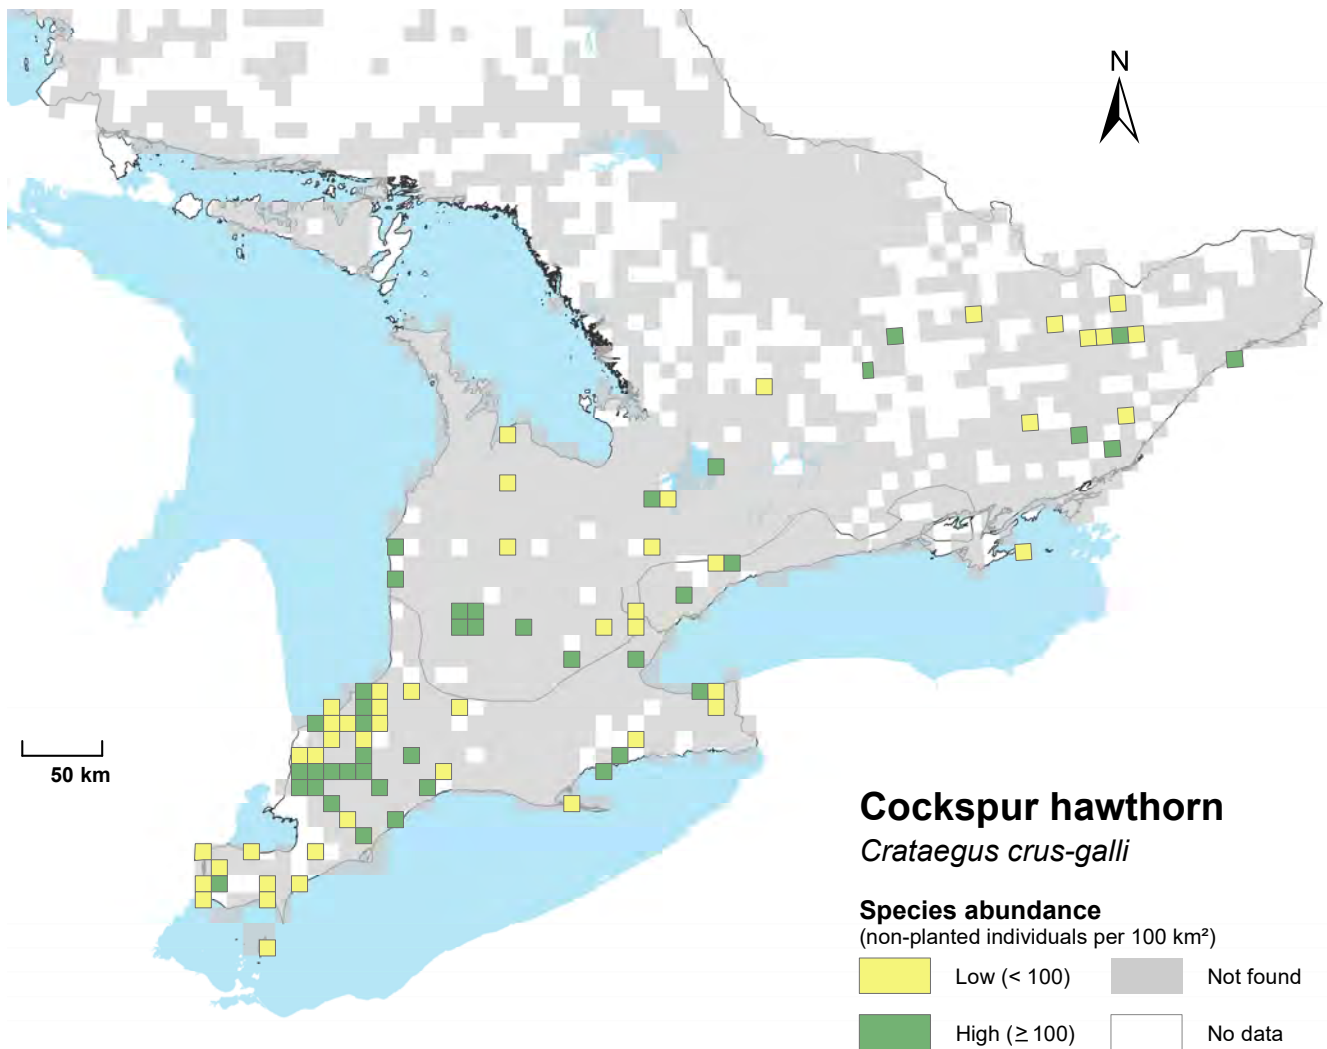 N
50 km
Cockspur hawthorn
Crataegus crus-galli
Species abundance
(non-planted individuals per 100 km²)
Low (< 100)
Not found
High (≥ 100)
No data